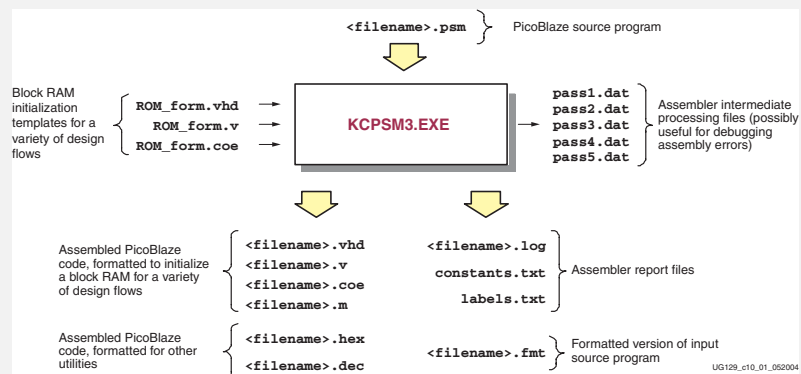 <filename>.psm
PicoBlaze source program
Block RAM
initialization
templates for a
variety of design
flows
ROM_form.vhd
ROM_form.v
ROM_form.coe
KCPSM3.EXE
pass1.dat
pass2.dat
pass3.dat
pass4.dat
pass5.dat
Assembler intermediate
processing files (possibly
useful for debugging
assembly errors)
Assembled PicoBlaze
code, formatted to initialize
a block RAM for a variety
of design flows
<filename>.vhd
<filename>.v
<filename>.coe
<filename>.m
<filename>.log
constants.txt
labels.txt
Assembler report files
Assembled PicoBlaze
code, formatted for other
utilities
<filename>.hex
<filename>.dec
<filename>.fmt
Formatted version of input
source program
UG129_c10_01_052004